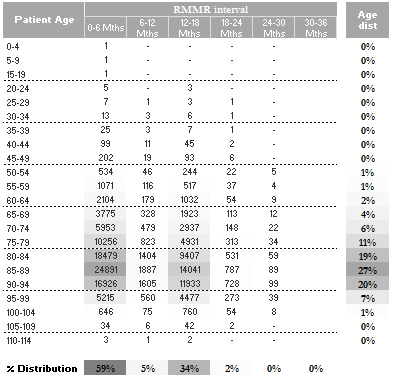 Patient Age RMMR interval Age dist
0-6 Mths 6-12 Mths 12-18 Mths 18-24 Mths 24-30 Mths 30-36 Mths
0-4 1 - - - - - 0%
5-9 1 - - - - - 0%
15-19 1 - - - - - 0%
20-24 5 - 3 - - - 0%
25-29 7 1 3 1 - - 0%
30-34 13 3 6 1 - - 0%
35-39 25 3 7 1 - - 0%
40-44 99 11 45 2 - - 0%
45-49 202 19 93 6 - - 0%
50-54 534 46 244 22 5 - 1%
55-59 1071 116 517 37 4 - 1%
60-64 2104 179 1032 54 9 - 2%
65-69 3775 328 1923 113 12 - 4%
70-74 5953 479 2937 148 22 - 6%
75-79 10256 823 4931 313 34 - 11%
80-84 18479 1404 9407 531 59 - 19%
85-89 24891 1887 14041 787 89 - 27%
90-94 16926 1605 11933 728 99 - 20%
95-99 5215 560 4477 273 39 - 7%
100-104 646 75 760 54 8 - 1%
105-109 34 6 42 2 - - 0%
110-114 3 1 2 - - - 0%
% Distribution 59% 5% 34% 2% 0% 0%